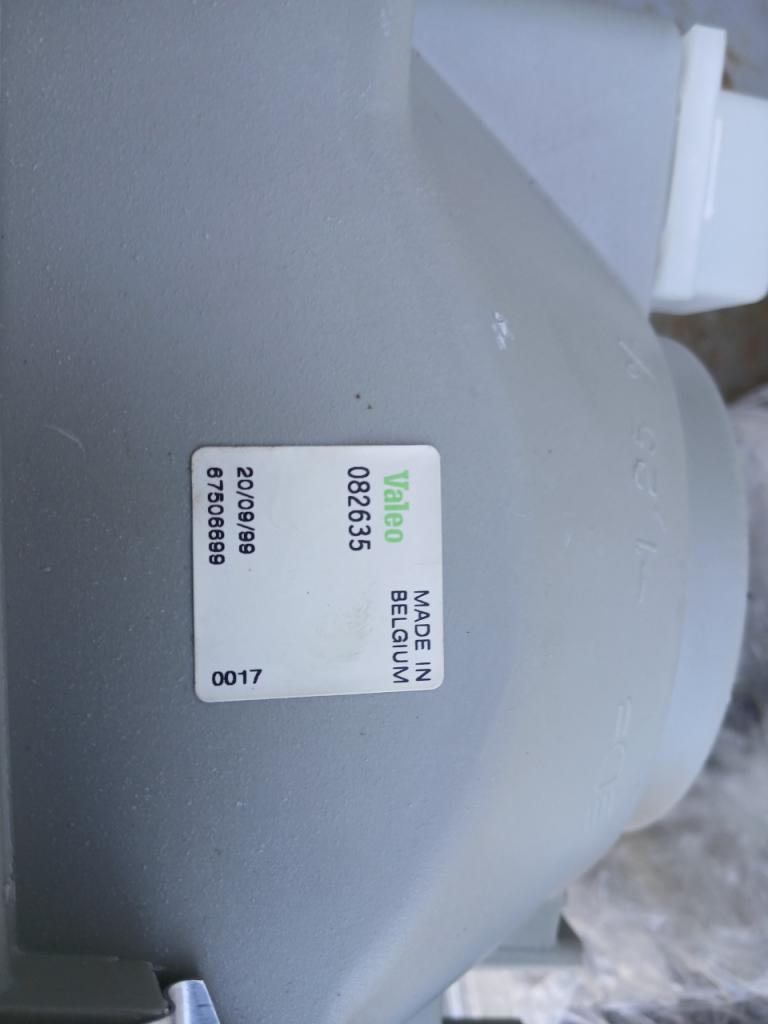 Valeo
082635
MADE IN
BELGIUM
20/09/99
67506699
0017